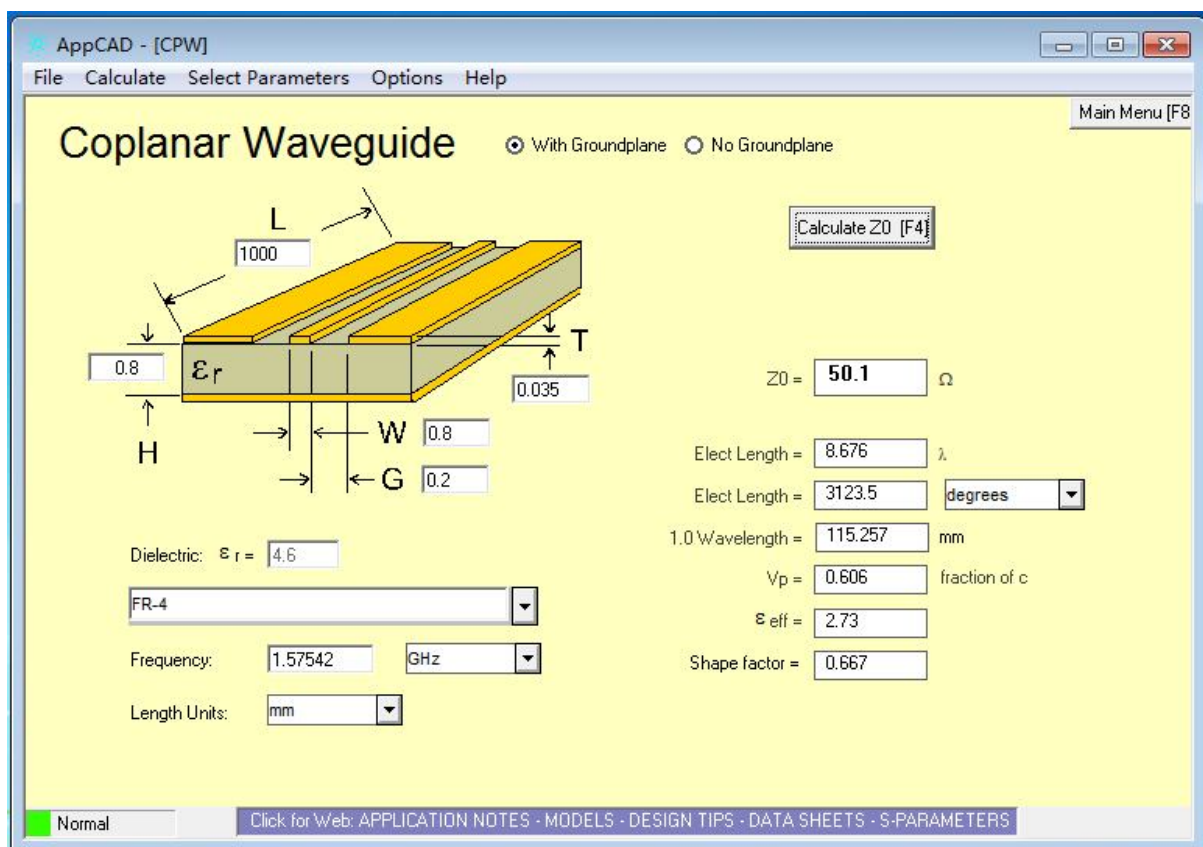 AppCAD - [CPW]
File Calculate Select Parameters Options Help
Main Menu [F8
Coplanar Waveguide
With Groundplane No Groundplane
L
1000
Calculate Z0 [F4]
T
0.8
εr
0.035
Z0 = 50.1 Ω
W 0.8
H
G 0.2
Elect Length = 8.676 λ
Elect Length = 3123.5 degrees
1.0 Wavelength = 115.257 mm
Dielectric: εr = 4.6
Vp = 0.606 fraction of c
FR-4
εeff = 2.73
Frequency: 1.57542 GHz
Shape factor = 0.667
Length Units: mm
Normal
Click for Web: APPLICATION NOTES - MODELS - DESIGN TIPS - DATA SHEETS - S-PARAMETERS